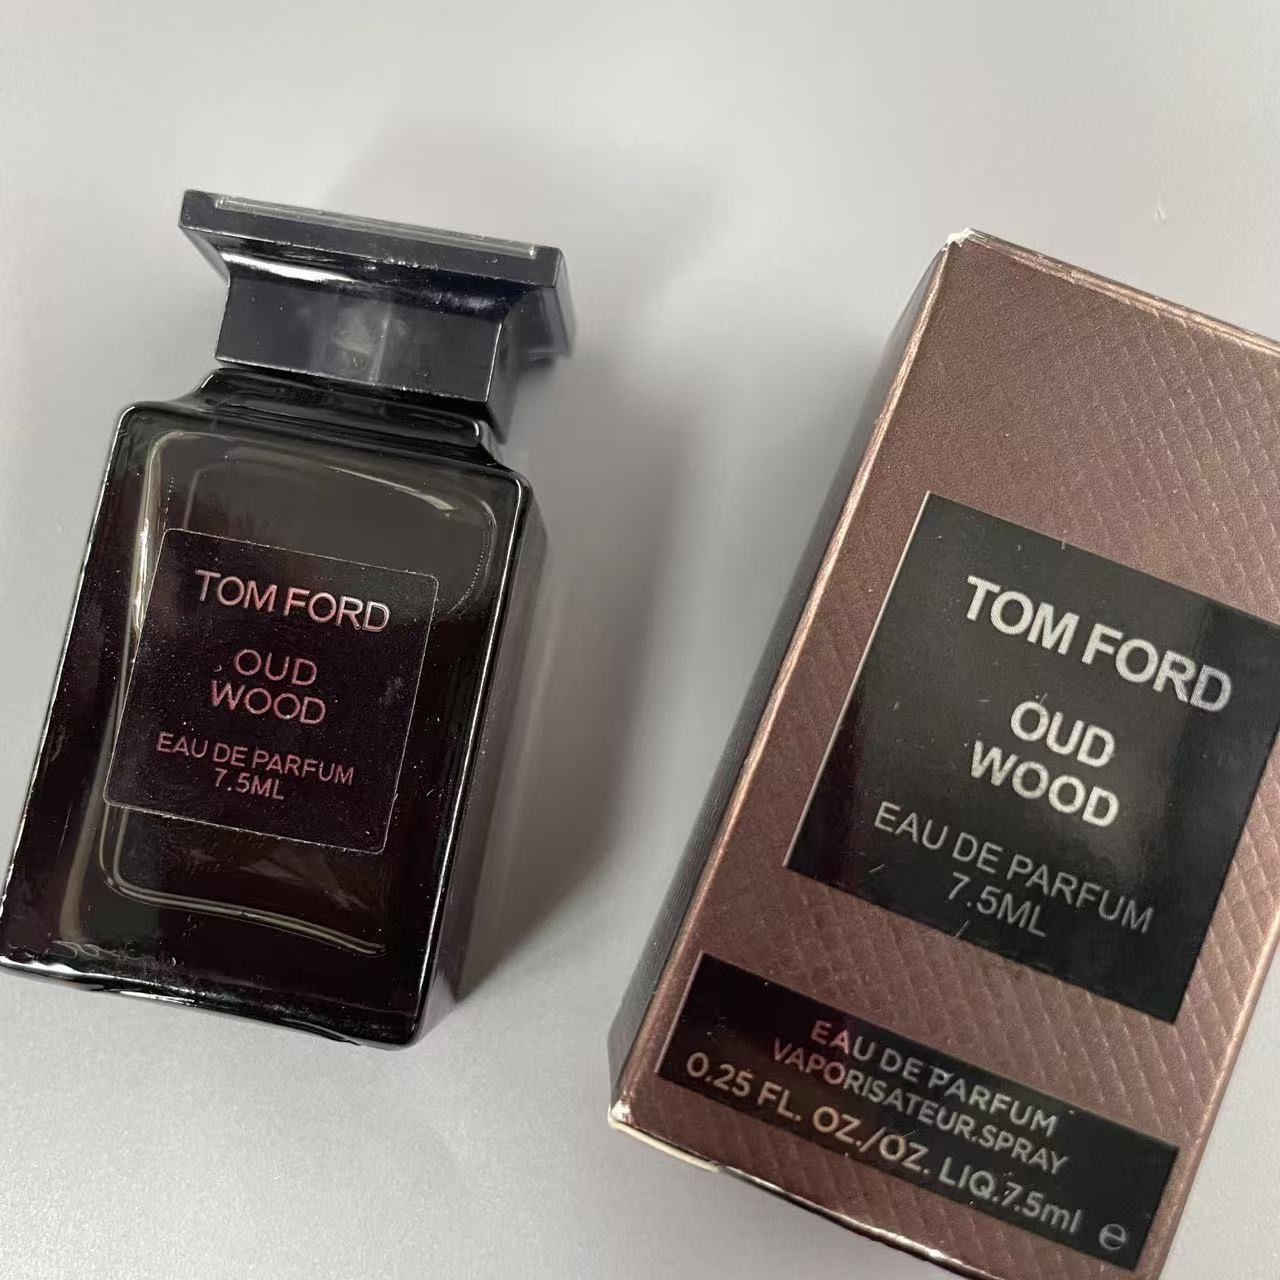 TOM FORD
OUD
WOOD
EAU DE PARFUM
7.5ML
TOM FORD
OUD
WOOD
EAU DE PARFUM
7.5ML
EAU DE PARFUM
VAPORISATEUR.SPRAY
0.25 FL. OZ./OZ. LIQ.7.5ml ℮